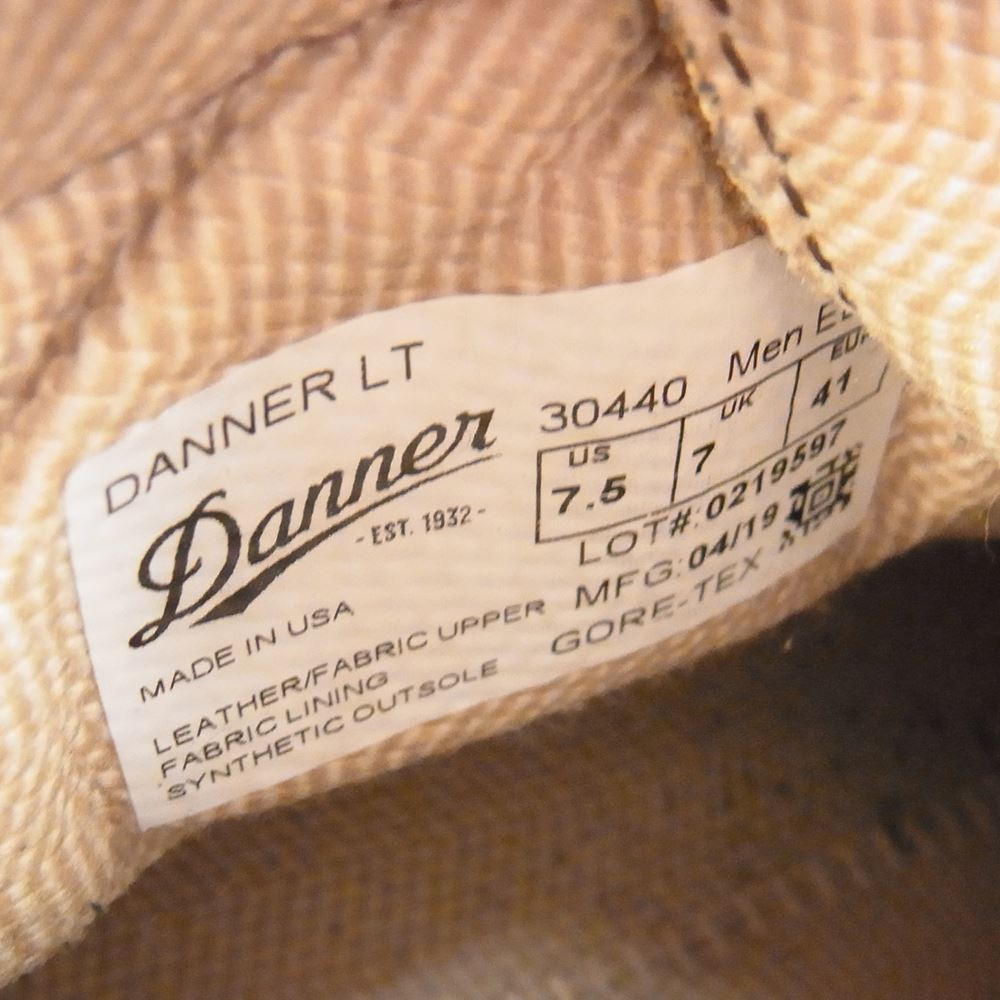 DANNER LT
Danner
- EST. 1932 -
MADE IN USA
LEATHER/FABRIC UPPER
FABRIC LINING
SYNTHETIC OUTSOLE
30440 Men
US UK EUR
7.5 7 41
LOT#:0219597
MFG:04/19
GORE-TEX